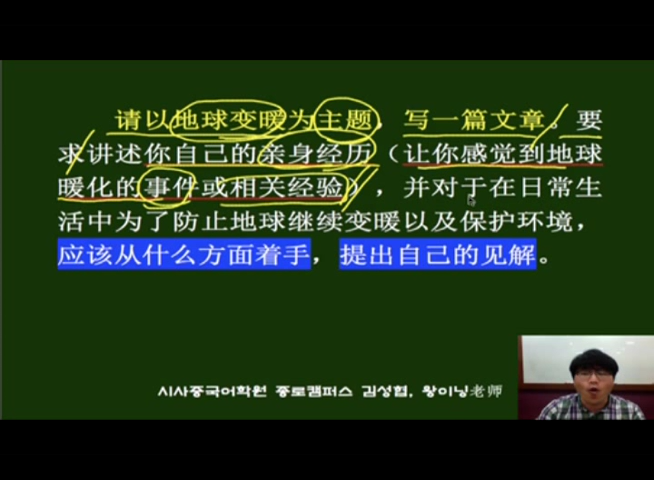 请以地球变暖为主题，写一篇文章。要
求讲述你自己的亲身经历（让你感觉到地球
暖化的事件或相关经验），并对于在日常生
活中为了防止地球继续变暖以及保护环境，
应该从什么方面着手，提出自己的见解。
시사중국어학원 종로캠퍼스 김성협, 왕이닝老师